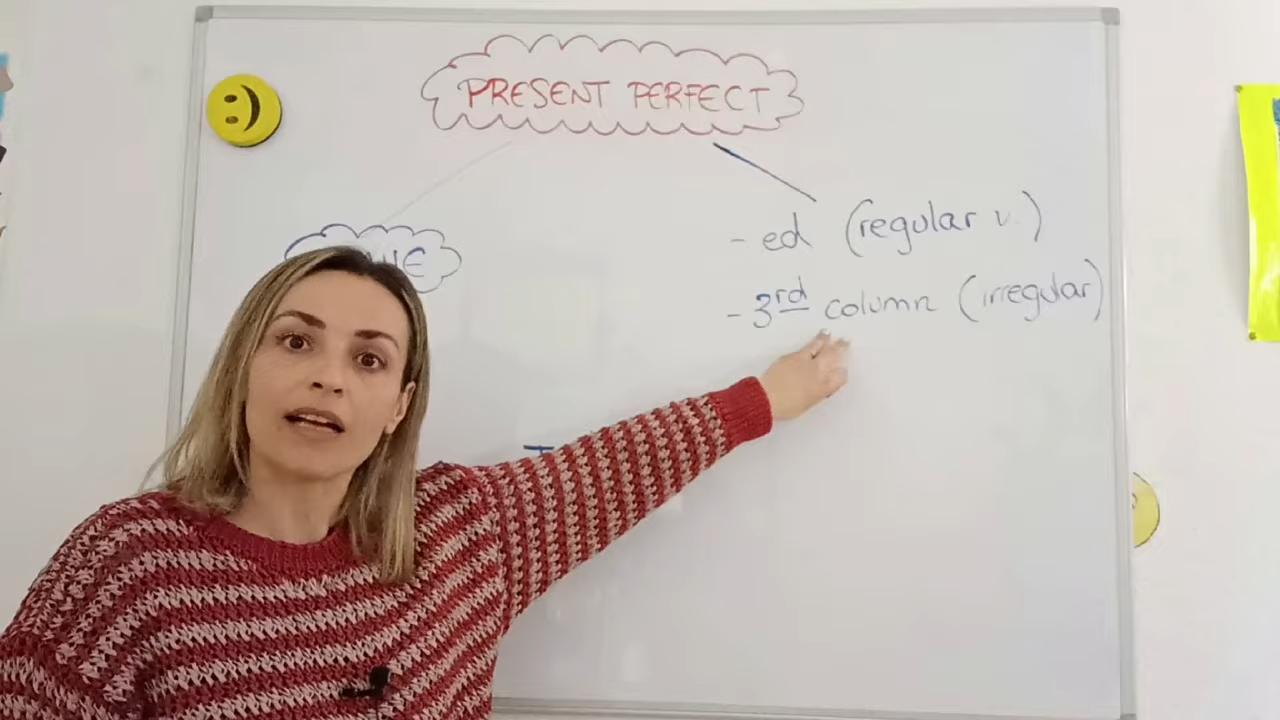 PRESENT PERFECT
- ed (regular v.)
- 3rd column (irregular)